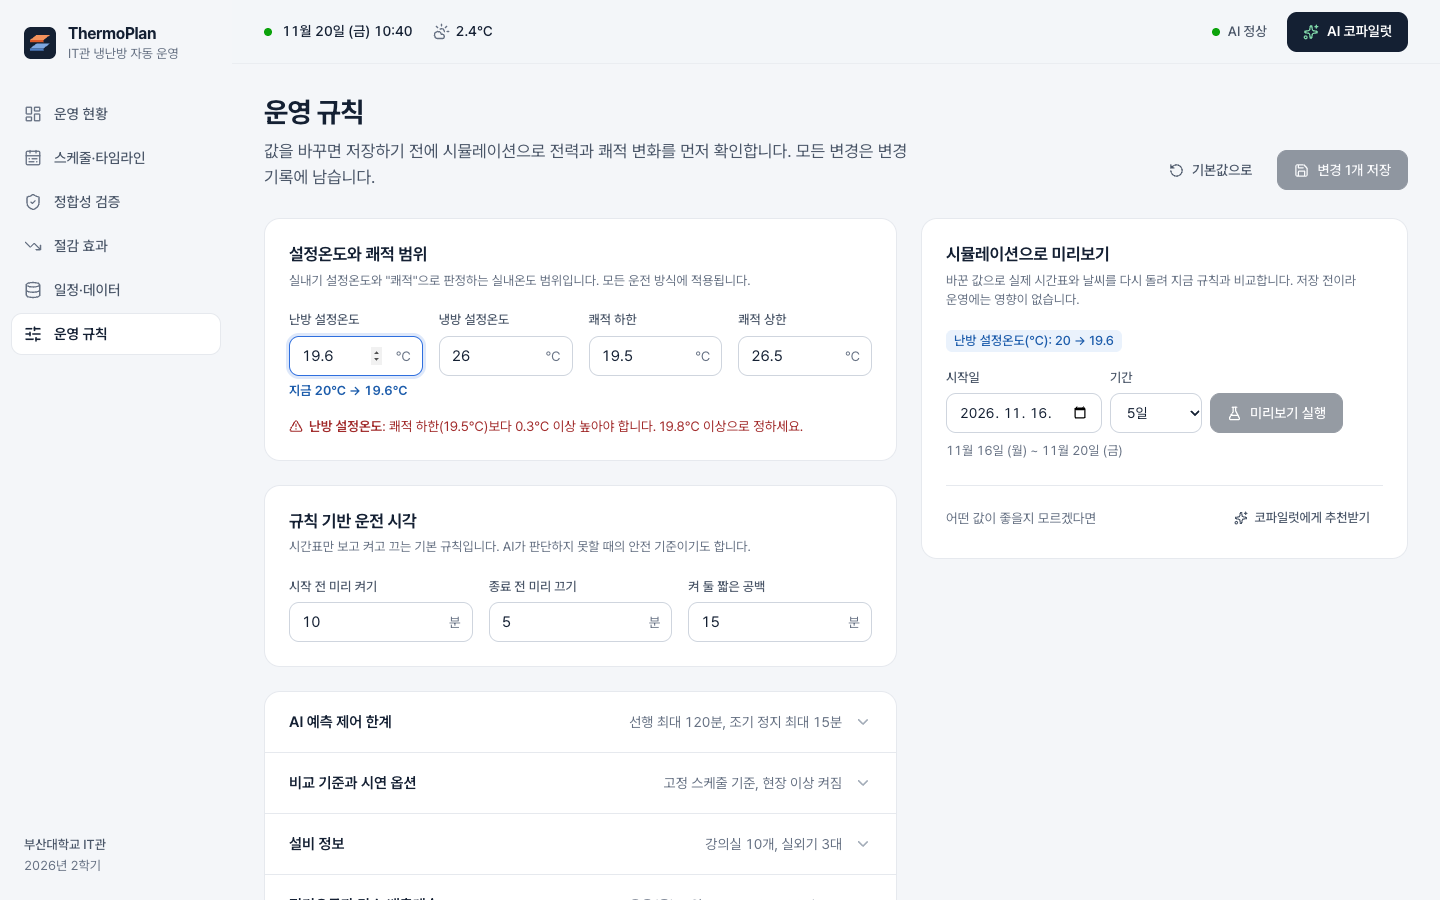 ThermoPlan
IT관 냉난방 자동 운영
운영 현황
스케줄·타임라인
정합성 검증
절감 효과
일정·데이터
운영 규칙
부산대학교 IT관
2026년 2학기
11월 20일 (금) 10:40
2.4°C
AI 정상
AI 코파일럿
운영 규칙
값을 바꾸면 저장하기 전에 시뮬레이션으로 전력과 쾌적 변화를 먼저 확인합니다. 모든 변경은 변경
기록에 남습니다.
기본값으로
변경 1개 저장
설정온도와 쾌적 범위
실내기 설정온도와 "쾌적"으로 판정하는 실내온도 범위입니다. 모든 운전 방식에 적용됩니다.
난방 설정온도
냉방 설정온도
쾌적 하한
쾌적 상한
19.6 °C
26 °C
19.5 °C
26.5 °C
지금 20°C → 19.6°C
난방 설정온도: 쾌적 하한(19.5°C)보다 0.3°C 이상 높아야 합니다. 19.8°C 이상으로 정하세요.
규칙 기반 운전 시각
시간표만 보고 켜고 끄는 기본 규칙입니다. AI가 판단하지 못할 때의 안전 기준이기도 합니다.
시작 전 미리 켜기
종료 전 미리 끄기
켜 둘 짧은 공백
10 분
5 분
15 분
AI 예측 제어 한계
선행 최대 120분, 조기 정지 최대 15분
비교 기준과 시연 옵션
고정 스케줄 기준, 현장 이상 켜짐
설비 정보
강의실 10개, 실외기 3대
시뮬레이션으로 미리보기
바꾼 값으로 실제 시간표와 날씨를 다시 돌려 지금 규칙과 비교합니다. 저장 전이라
운영에는 영향이 없습니다.
난방 설정온도(°C): 20 → 19.6
시작일
기간
2026. 11. 16.
5일
미리보기 실행
11월 16일 (월) ~ 11월 20일 (금)
어떤 값이 좋을지 모르겠다면
코파일럿에게 추천받기